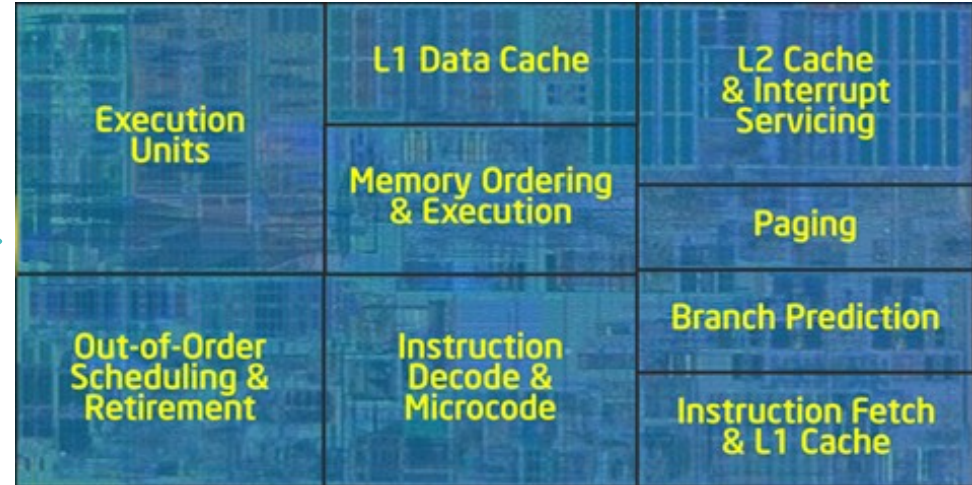 Execution
Units
L1 Data Cache
Memory Ordering
& Execution
L2 Cache
& Interrupt
Servicing
Paging
Branch Prediction
Out-of-Order
Scheduling &
Retirement
Instruction
Decode &
Microcode
Instruction Fetch
& L1 Cache